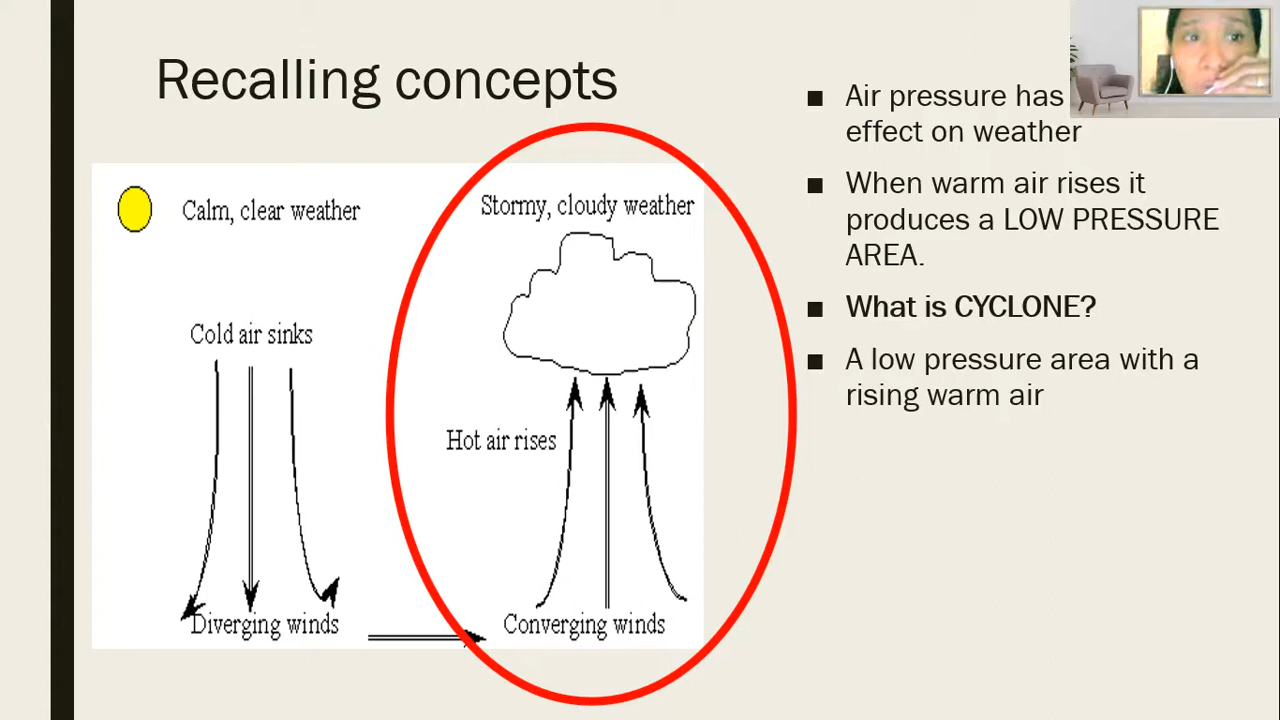 Recalling concepts
Calm, clear weather
Stormy, cloudy weather
Cold air sinks
Hot air rises
Diverging winds
Converging winds
■ Air pressure has
effect on weather
■ When warm air rises it
produces a LOW PRESSURE
AREA.
■ What is CYCLONE?
■ A low pressure area with a
rising warm air